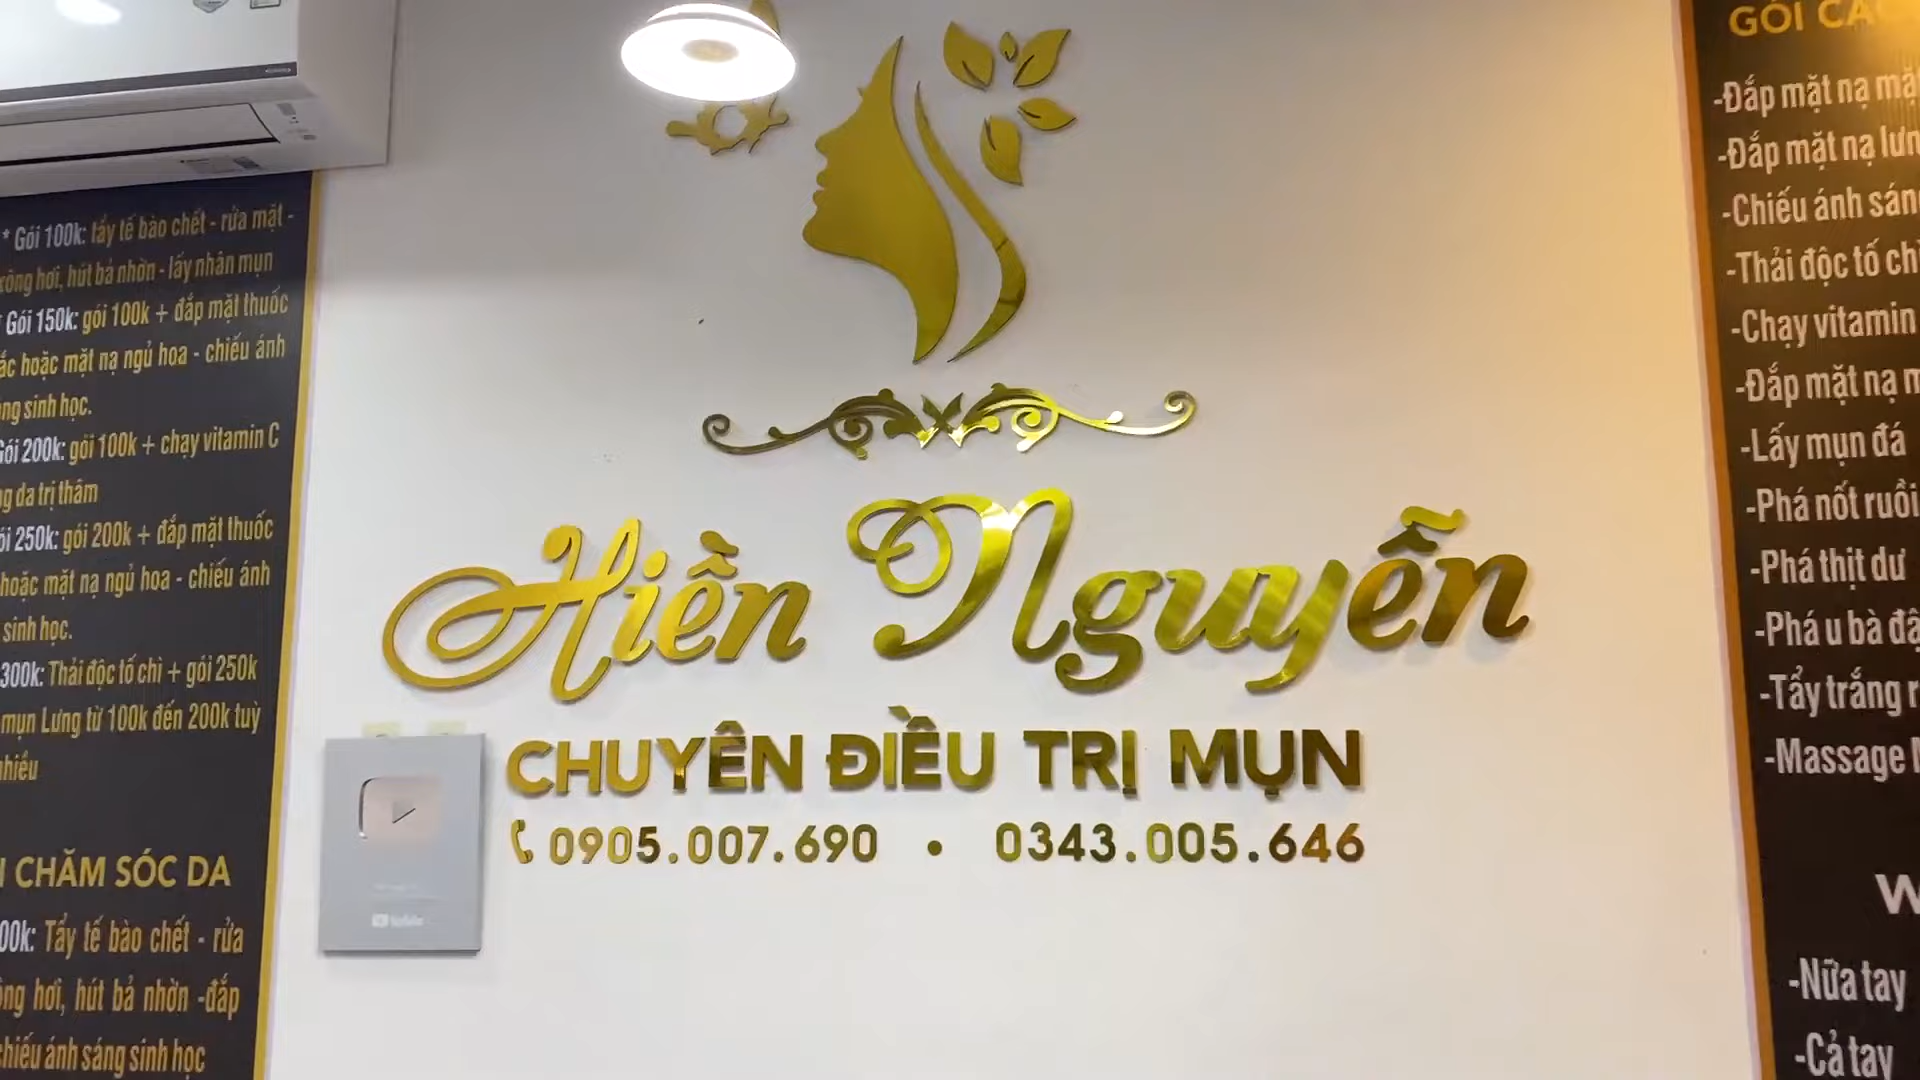 * Gói 100k: tẩy tế bào chết - rửa mặt -
xông hơi, hút bả nhờn - lấy nhân mụn
Gói 150k: gói 100k + đắp mặt thuốc
hoặc mặt nạ ngủ hoa - chiếu ánh
sinh học.
Gói 200k: gói 100k + chạy vitamin C
da trị thâm
250k: gói 200k + đắp mặt thuốc
hoặc mặt nạ ngủ hoa - chiếu ánh
sinh học.
300k: Thải độc tố chì + gói 250k
mụn Lưng từ 100k đến 200k tuỳ
CHĂM SÓC DA
Tẩy tế bào chết - rửa
hơi, hút bả nhờn -đắp
chiếu ánh sáng sinh học
Hiền Nguyễn
CHUYÊN ĐIỀU TRỊ MỤN
0905.007.690 • 0343.005.646
YouTube
GÓI
-Đắp mặt nạ
-Đắp mặt nạ
-Chiếu ánh
-Thải độc tố
-Chạy vitamin
-Đắp mặt nạ
-Lấy mụn đá
-Phá nốt ruồi
-Phá thịt dư
-Phá u bà
-Tẩy trắng
-Massage
-Nữa tay
-Cả tay